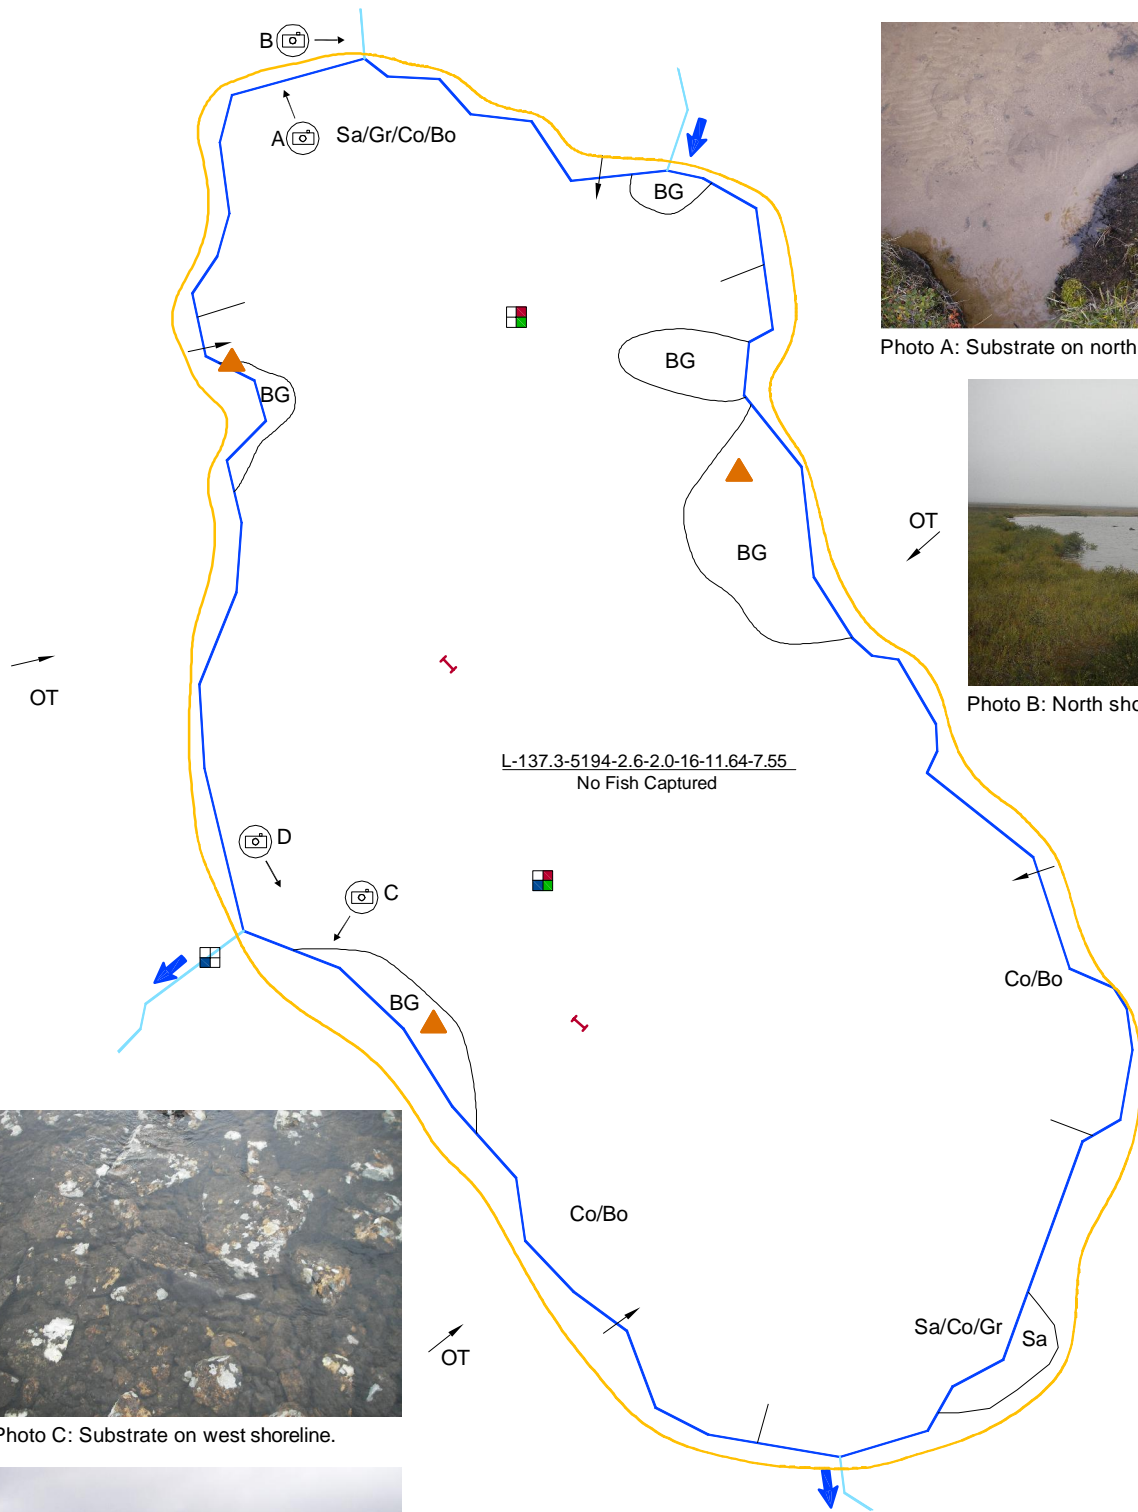 B
A
Sa/Gr/Co/Bo
BG
Photo A: Substrate on north
BG
BG
OT
BG
OT
Photo B: North sho
L-137.3-5194-2.6-2.0-16-11.64-7.55
No Fish Captured
D
C
Co/Bo
BG
Co/Bo
Sa/Co/Gr
Sa
OT
Photo C: Substrate on west shoreline.